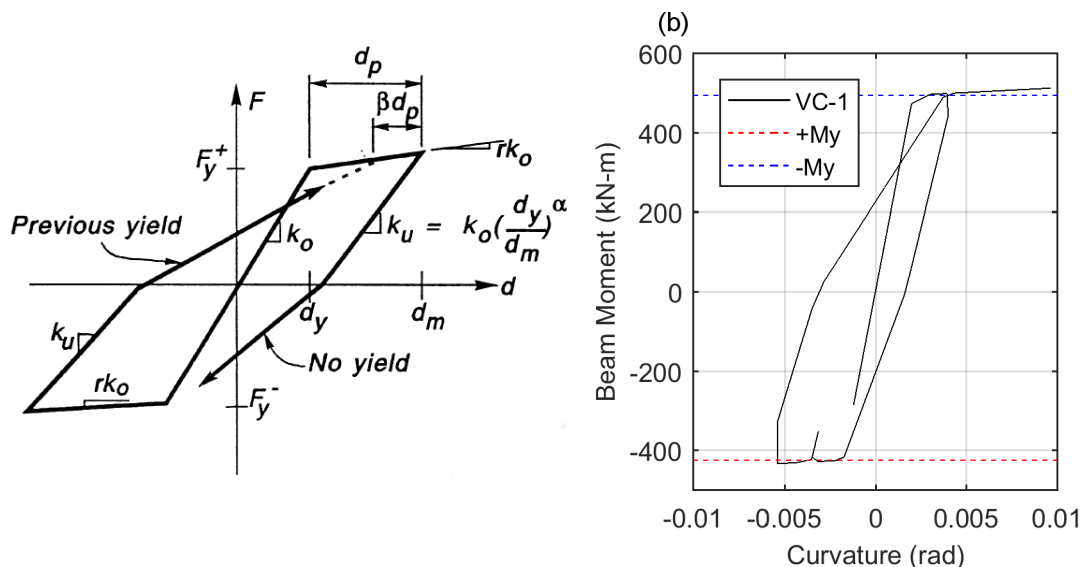 d_p
F
βd_p
F_y^+
rk_o
Previous yield
k_o
k_u = k_o(d_y/d_m)^α
d
d_y
d_m
k_u
No yield
rk_o
F_y^-
(b)
600
400
200
0
-200
-400
VC-1
+My
-My
Beam Moment (kN-m)
-0.01 -0.005 0 0.005 0.01
Curvature (rad)